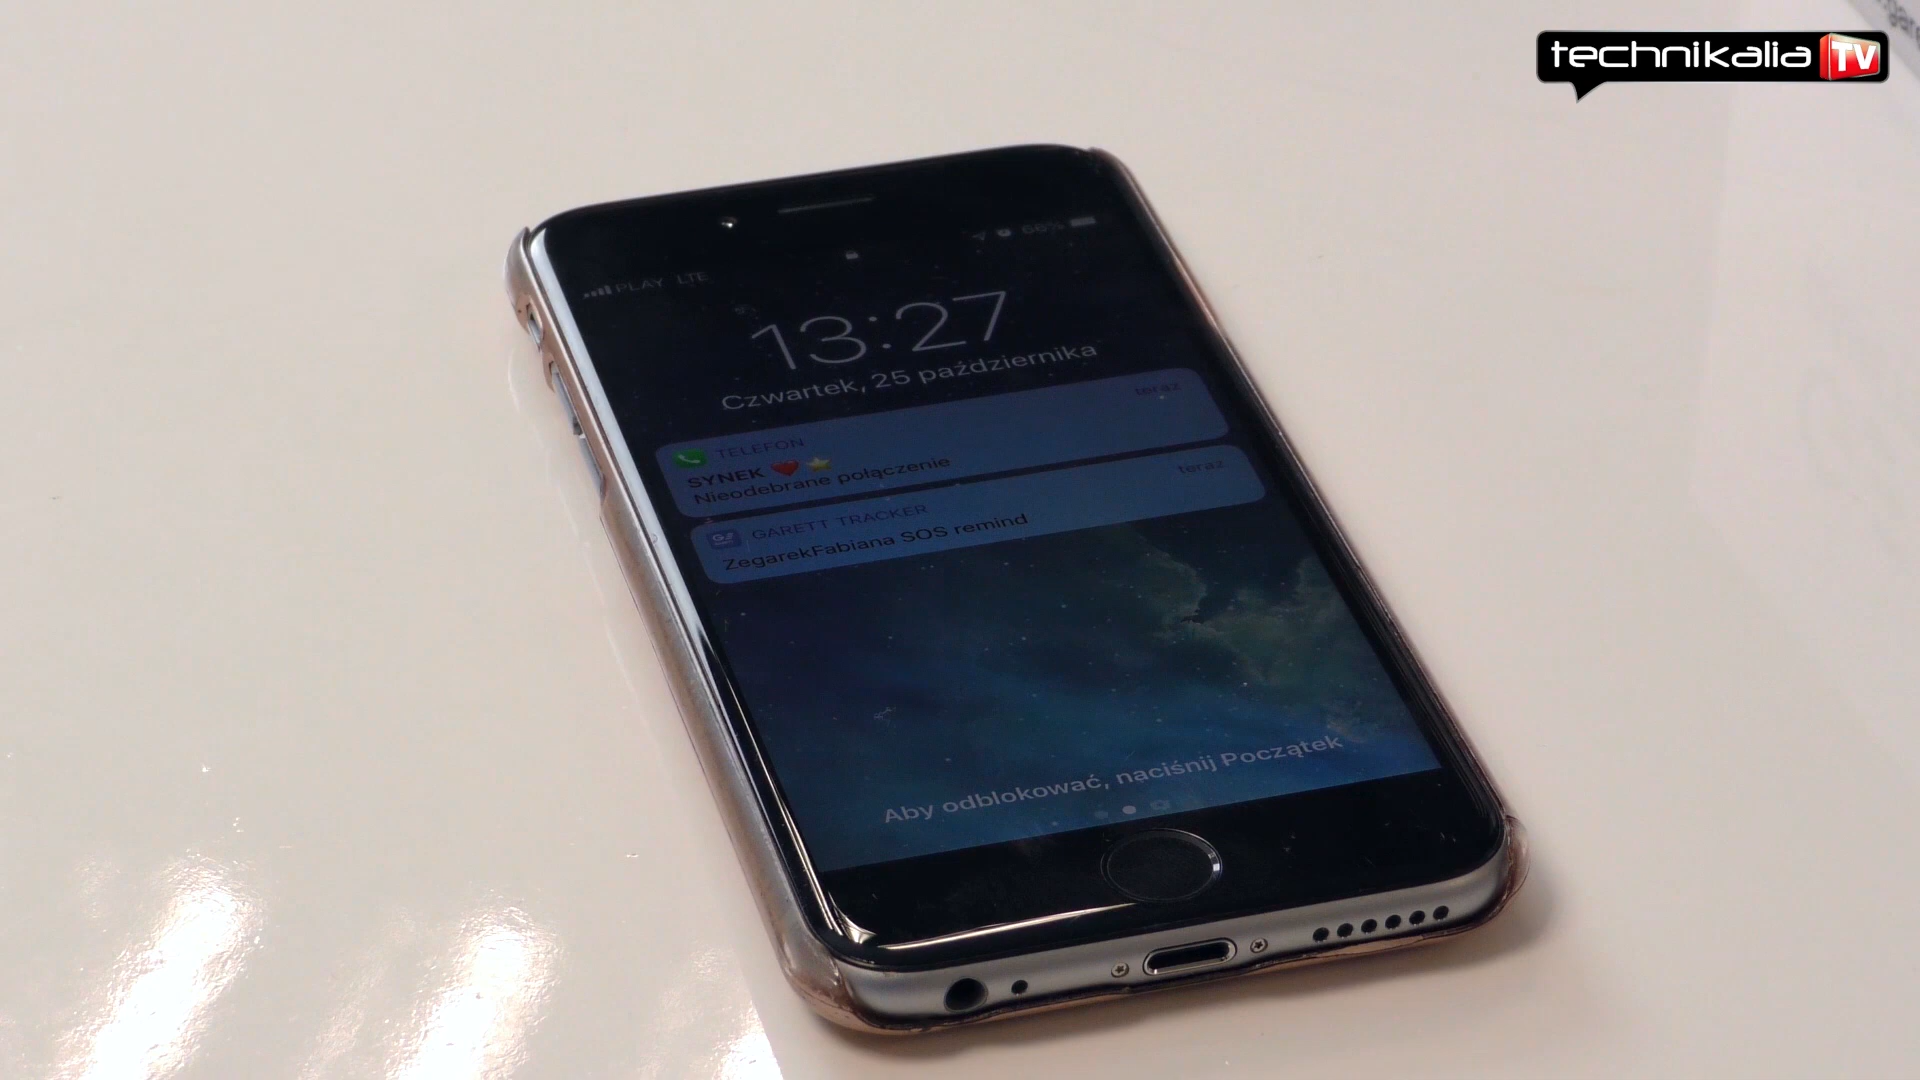 technikalia TV
66%
PLAY LTE
13:27
Czwartek, 25 października
TELEFON teraz
SYNEK ❤️ ⭐
Nieodebrane połączenie
GARETT TRACKER teraz
ZegarekFabiana SOS remind
Aby odblokować, naciśnij Początek